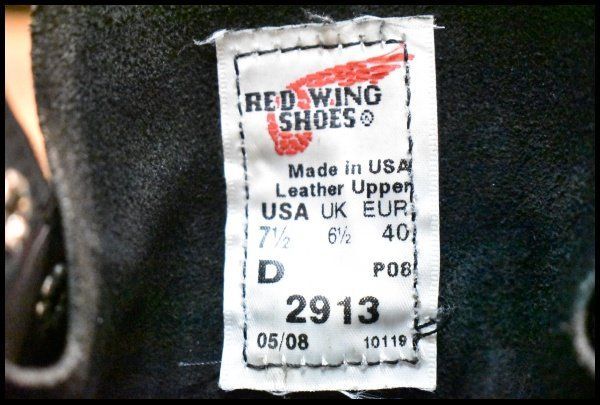 RED WING
SHOES®
Made in USA
Leather Upper
USA UK EUR
7½ 6½ 40
D P08
2913
05/08 10119